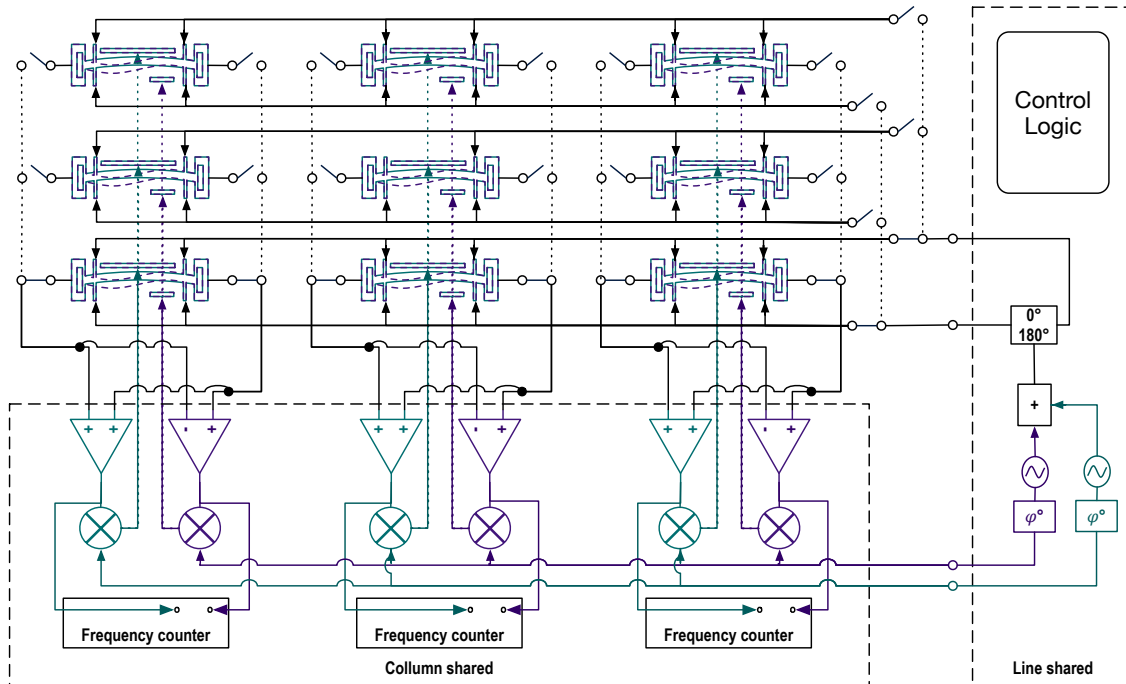 Control
Logic
0°
180°
+
+ + - +
+ + - +
+ + - +
φ° φ°
Frequency counter
Frequency counter
Frequency counter
Collumn shared
Line shared